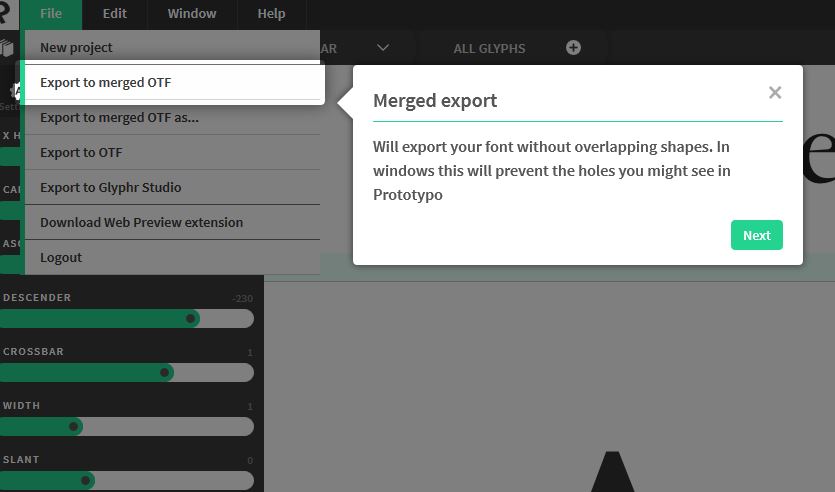 File Edit Window Help
New project
AR
ALL GLYPHS
Export to merged OTF
Export to merged OTF as...
Export to OTF
Export to Glyphr Studio
Download Web Preview extension
Logout
Merged export
Will export your font without overlapping shapes. In
windows this will prevent the holes you might see in
Prototypo
Next
X H
CA
ASC
DESCENDER -230
CROSSBAR 1
WIDTH 1
SLANT 0
e
A